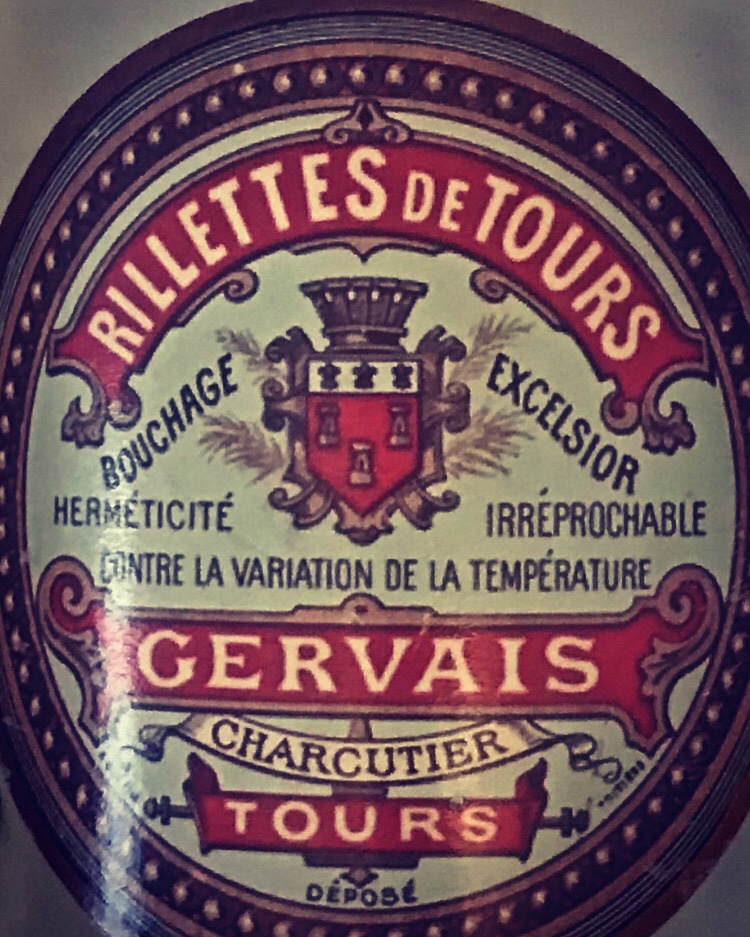 RILLETTES DE TOURS
BOUCHAGE EXCELSIOR
HERMÉTICITÉ IRRÉPROCHABLE
CONTRE LA VARIATION DE LA TEMPÉRATURE
GERVAIS
CHARCUTIER
TOURS
DÉPOSÉ